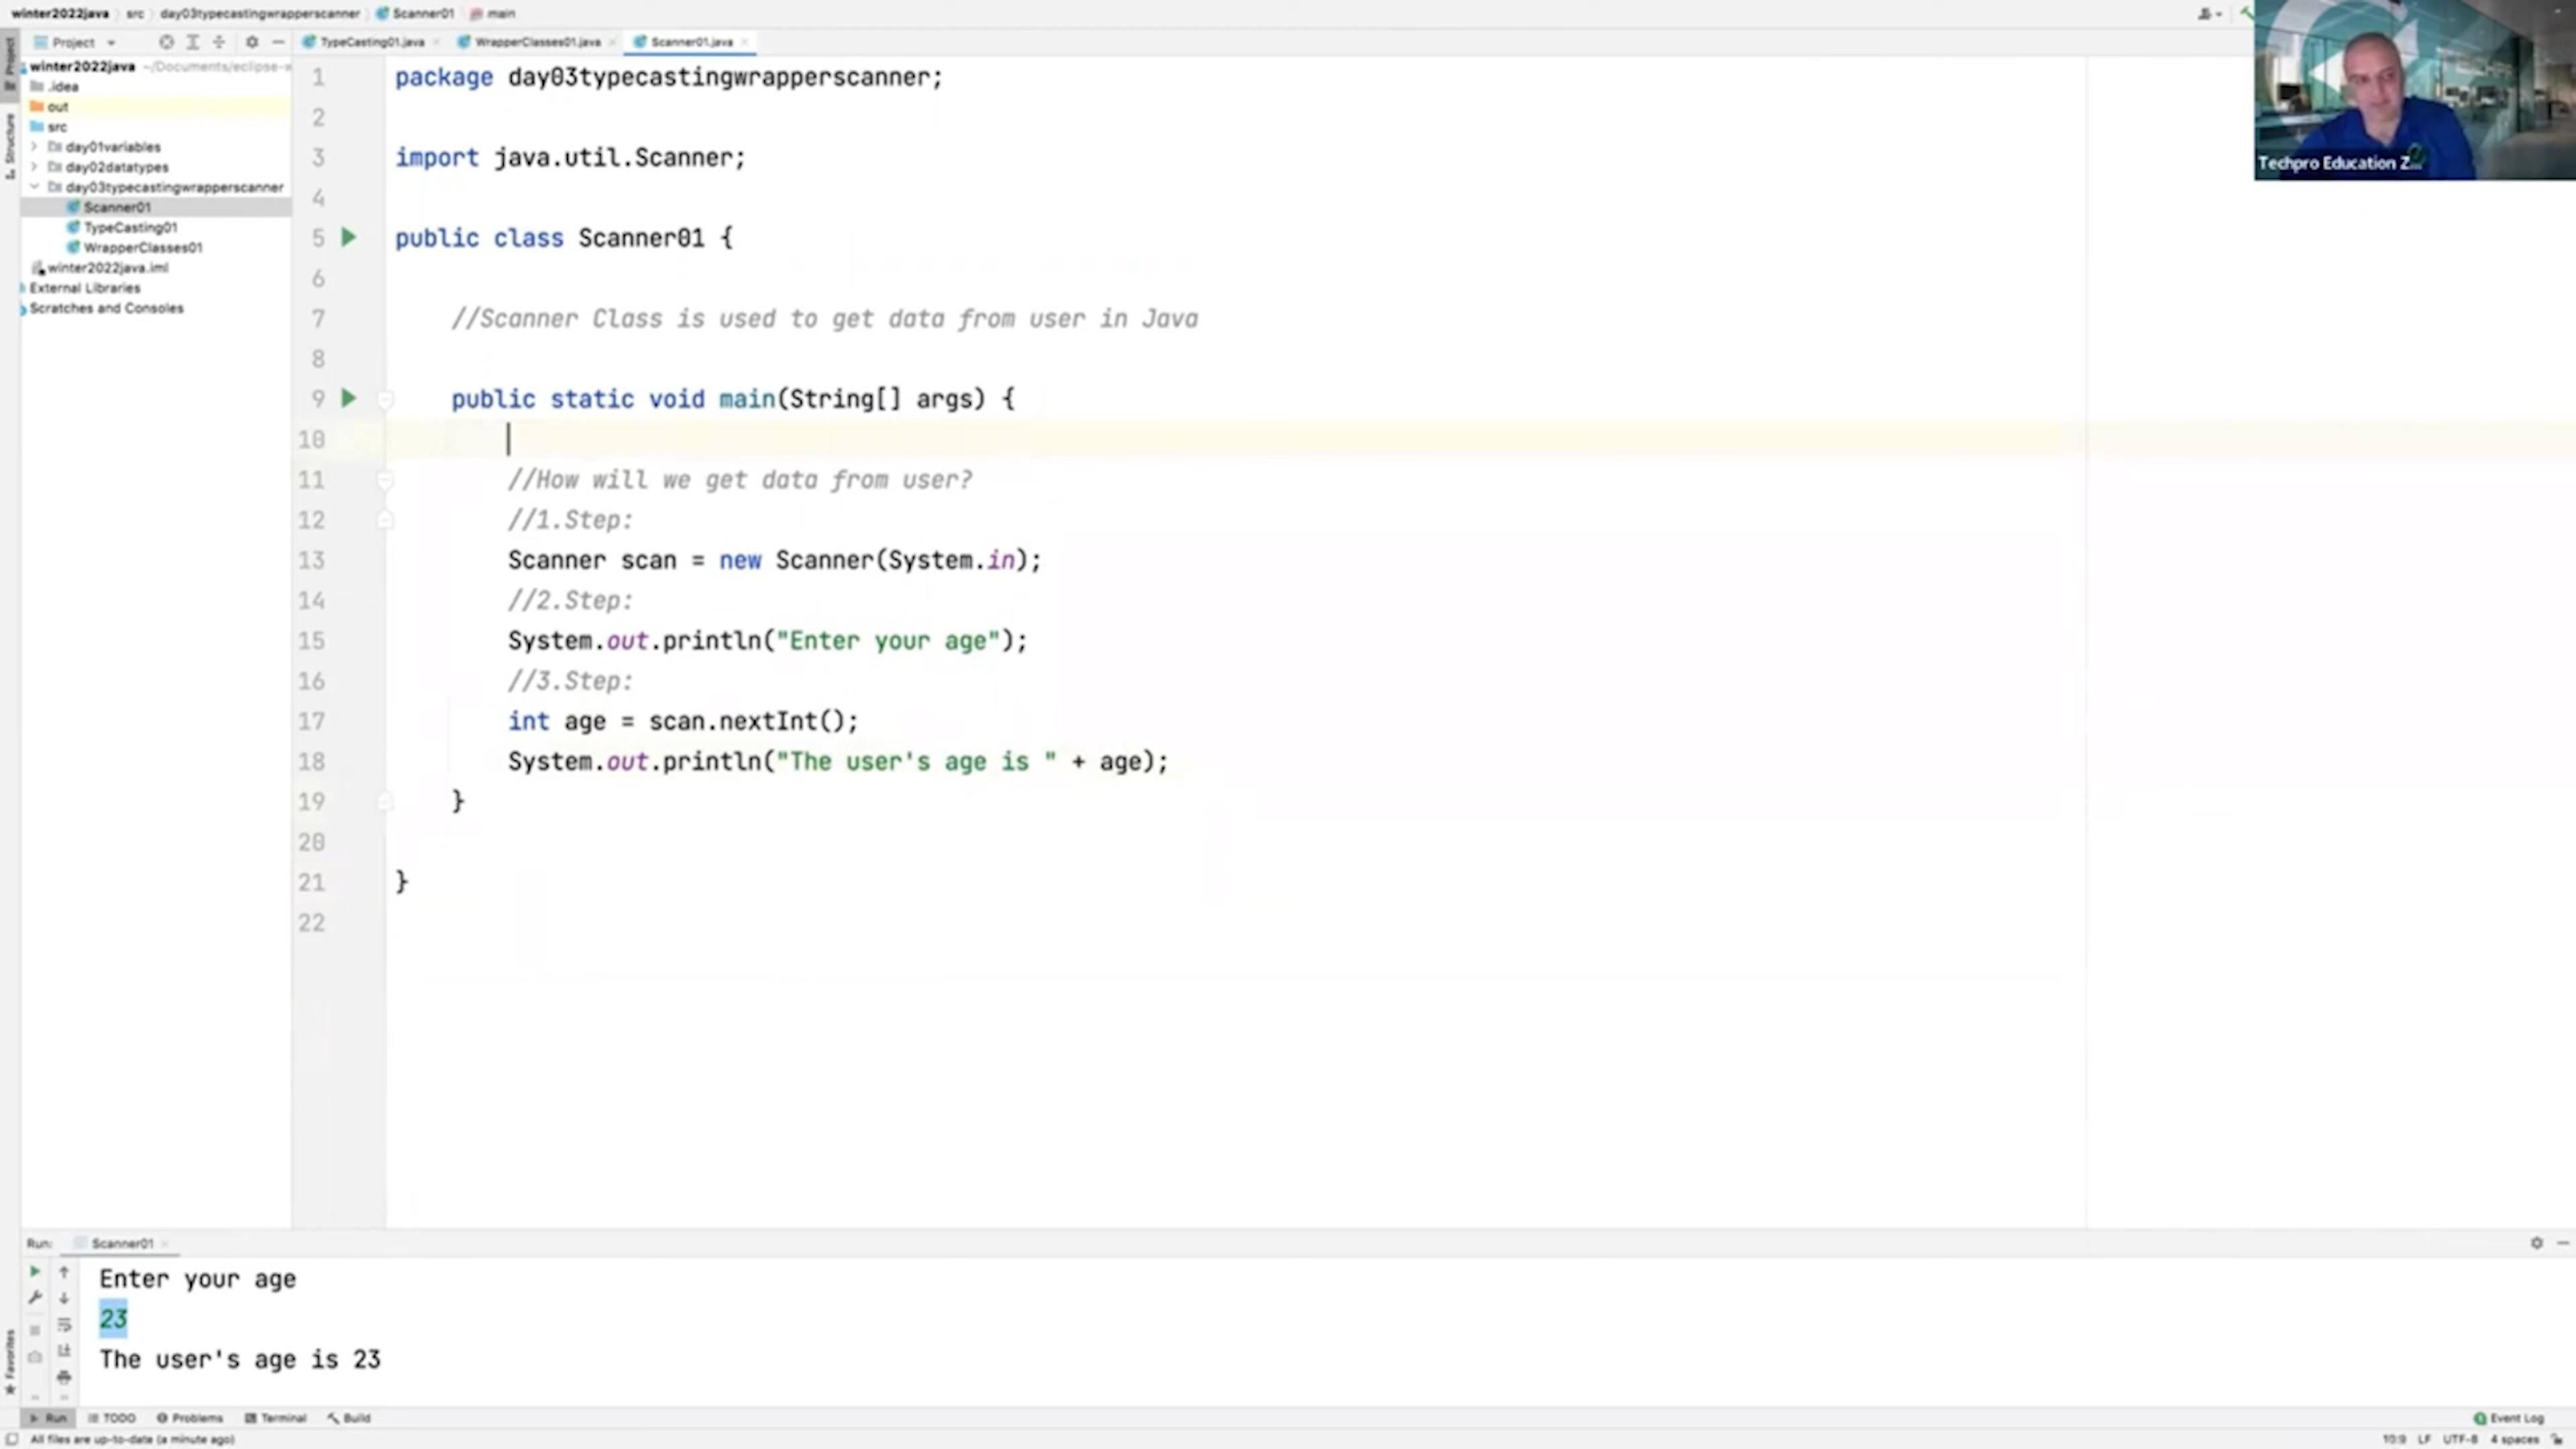 winter2022java src day03typecastingwrapperscanner Scanner01 main
Project
TypeCasting01.java WrapperClasses01.java Scanner01.java
Project
Structure
Favorites
winter2022java ~/Documents/eclipse-w
.idea
out
src
day01variables
day02datatypes
day03typecastingwrapperscanner
Scanner01
TypeCasting01
WrapperClasses01
winter2022java.iml
External Libraries
Scratches and Consoles
1 package day03typecastingwrapperscanner;
2
3 import java.util.Scanner;
4
5 public class Scanner01 {
6
7 //Scanner Class is used to get data from user in Java
8
9 public static void main(String[] args) {
10
11 //How will we get data from user?
12 //1.Step:
13 Scanner scan = new Scanner(System.in);
14 //2.Step:
15 System.out.println("Enter your age");
16 //3.Step:
17 int age = scan.nextInt();
18 System.out.println("The user's age is " + age);
19 }
20
21 }
22
Techpro Education Z...
Run: Scanner01
Enter your age
23
The user's age is 23
Run TODO Problems Terminal Build
Event Log
All files are up-to-date (a minute ago)
10:9 LF UTF-8 4 spaces